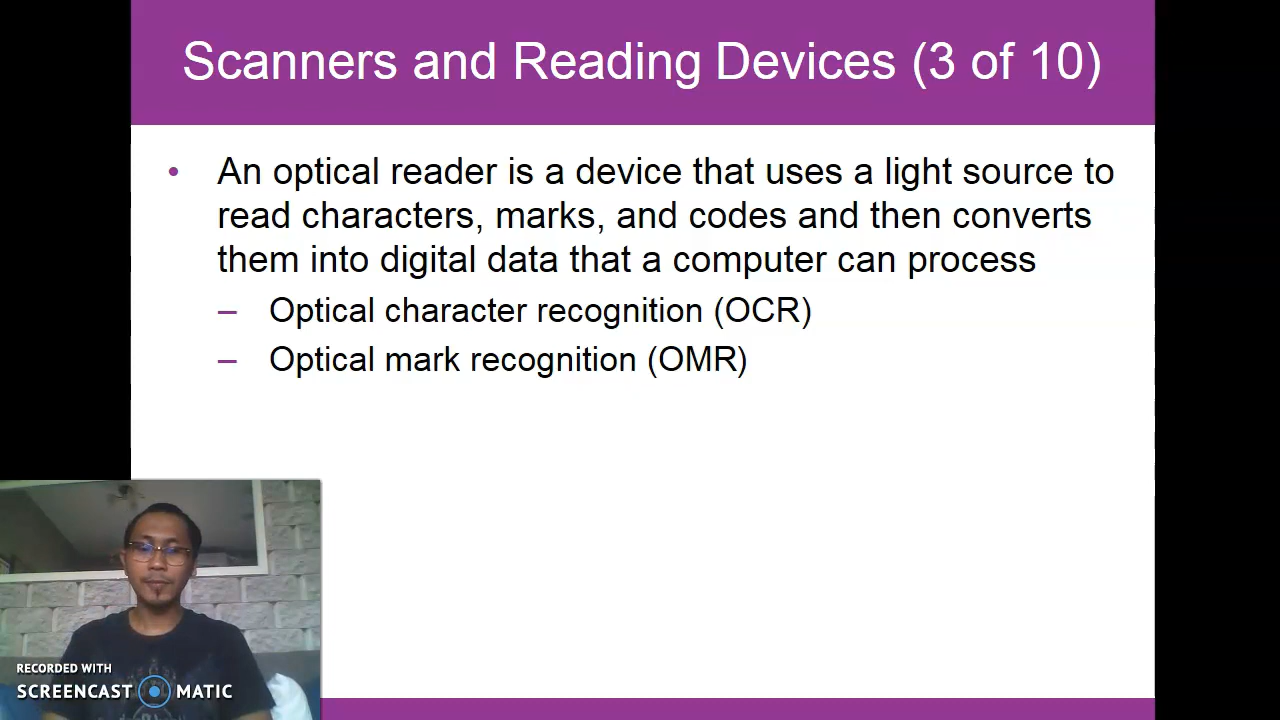 Scanners and Reading Devices (3 of 10)
• An optical reader is a device that uses a light source to
read characters, marks, and codes and then converts
them into digital data that a computer can process
– Optical character recognition (OCR)
– Optical mark recognition (OMR)
RECORDED WITH
SCREENCAST MATIC